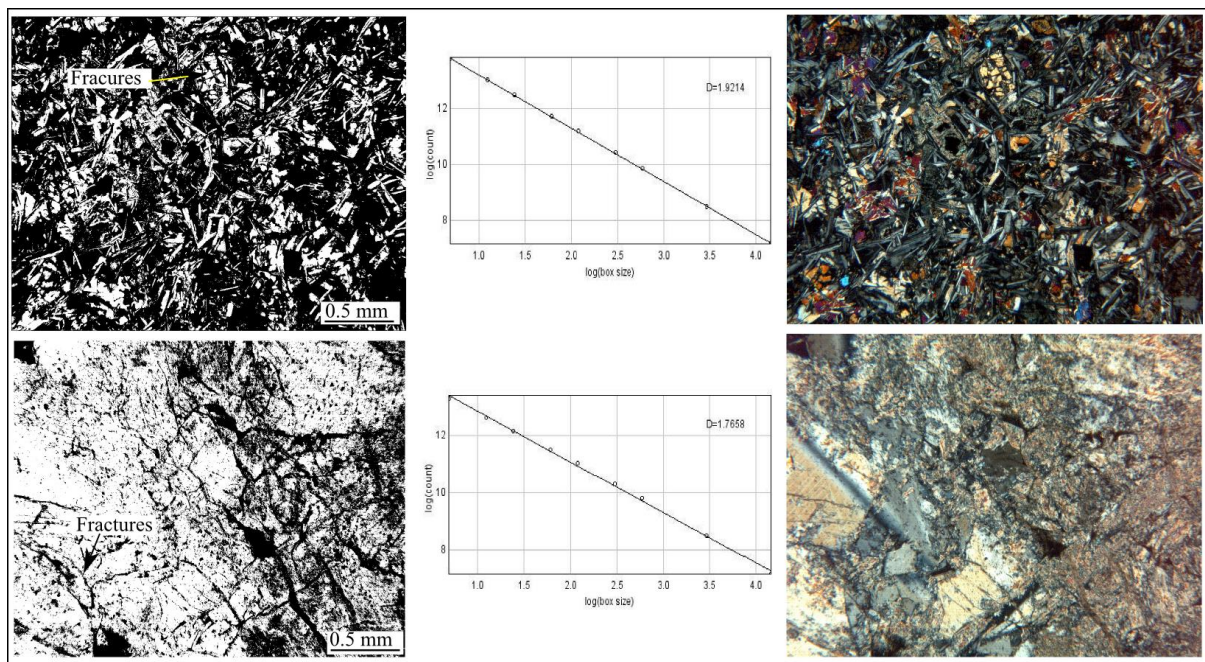 Fracures
0.5 mm
D=1.9214
log(count)
12
10
8
1.0 1.5 2.0 2.5 3.0 3.5 4.0
log(box size)
Fractures
0.5 mm
D=1.7658
log(count)
12
10
8
1.0 1.5 2.0 2.5 3.0 3.5 4.0
log(box size)